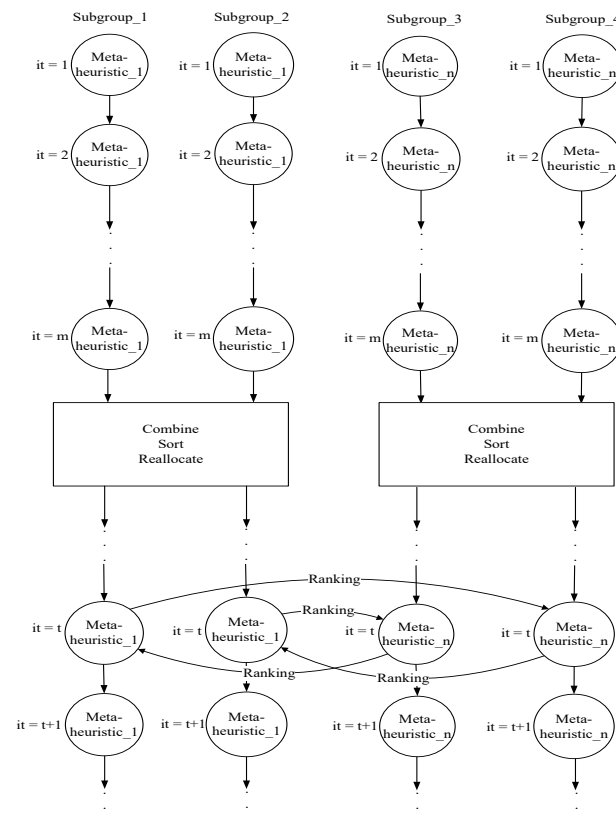 Subgroup_1 Subgroup_2 Subgroup_3 Subgroup_4
it = 1 Meta-
heuristic_1
it = 1 Meta-
heuristic_1
it = 1 Meta-
heuristic_n
it = 1 Meta-
heuristic_n
it = 2 Meta-
heuristic_1
it = 2 Meta-
heuristic_1
it = 2 Meta-
heuristic_n
it = 2 Meta-
heuristic_n
it = m Meta-
heuristic_1
it = m Meta-
heuristic_1
it = m Meta-
heuristic_n
it = m Meta-
heuristic_n
Combine
Sort
Reallocate
Combine
Sort
Reallocate
Ranking
Ranking
it = t Meta-
heuristic_1
it = t Meta-
heuristic_1
it = t Meta-
heuristic_n
it = t Meta-
heuristic_n
Ranking
Ranking
it = t+1 Meta-
heuristic_1
it = t+1 Meta-
heuristic_1
it = t+1 Meta-
heuristic_n
it = t+1 Meta-
heuristic_n